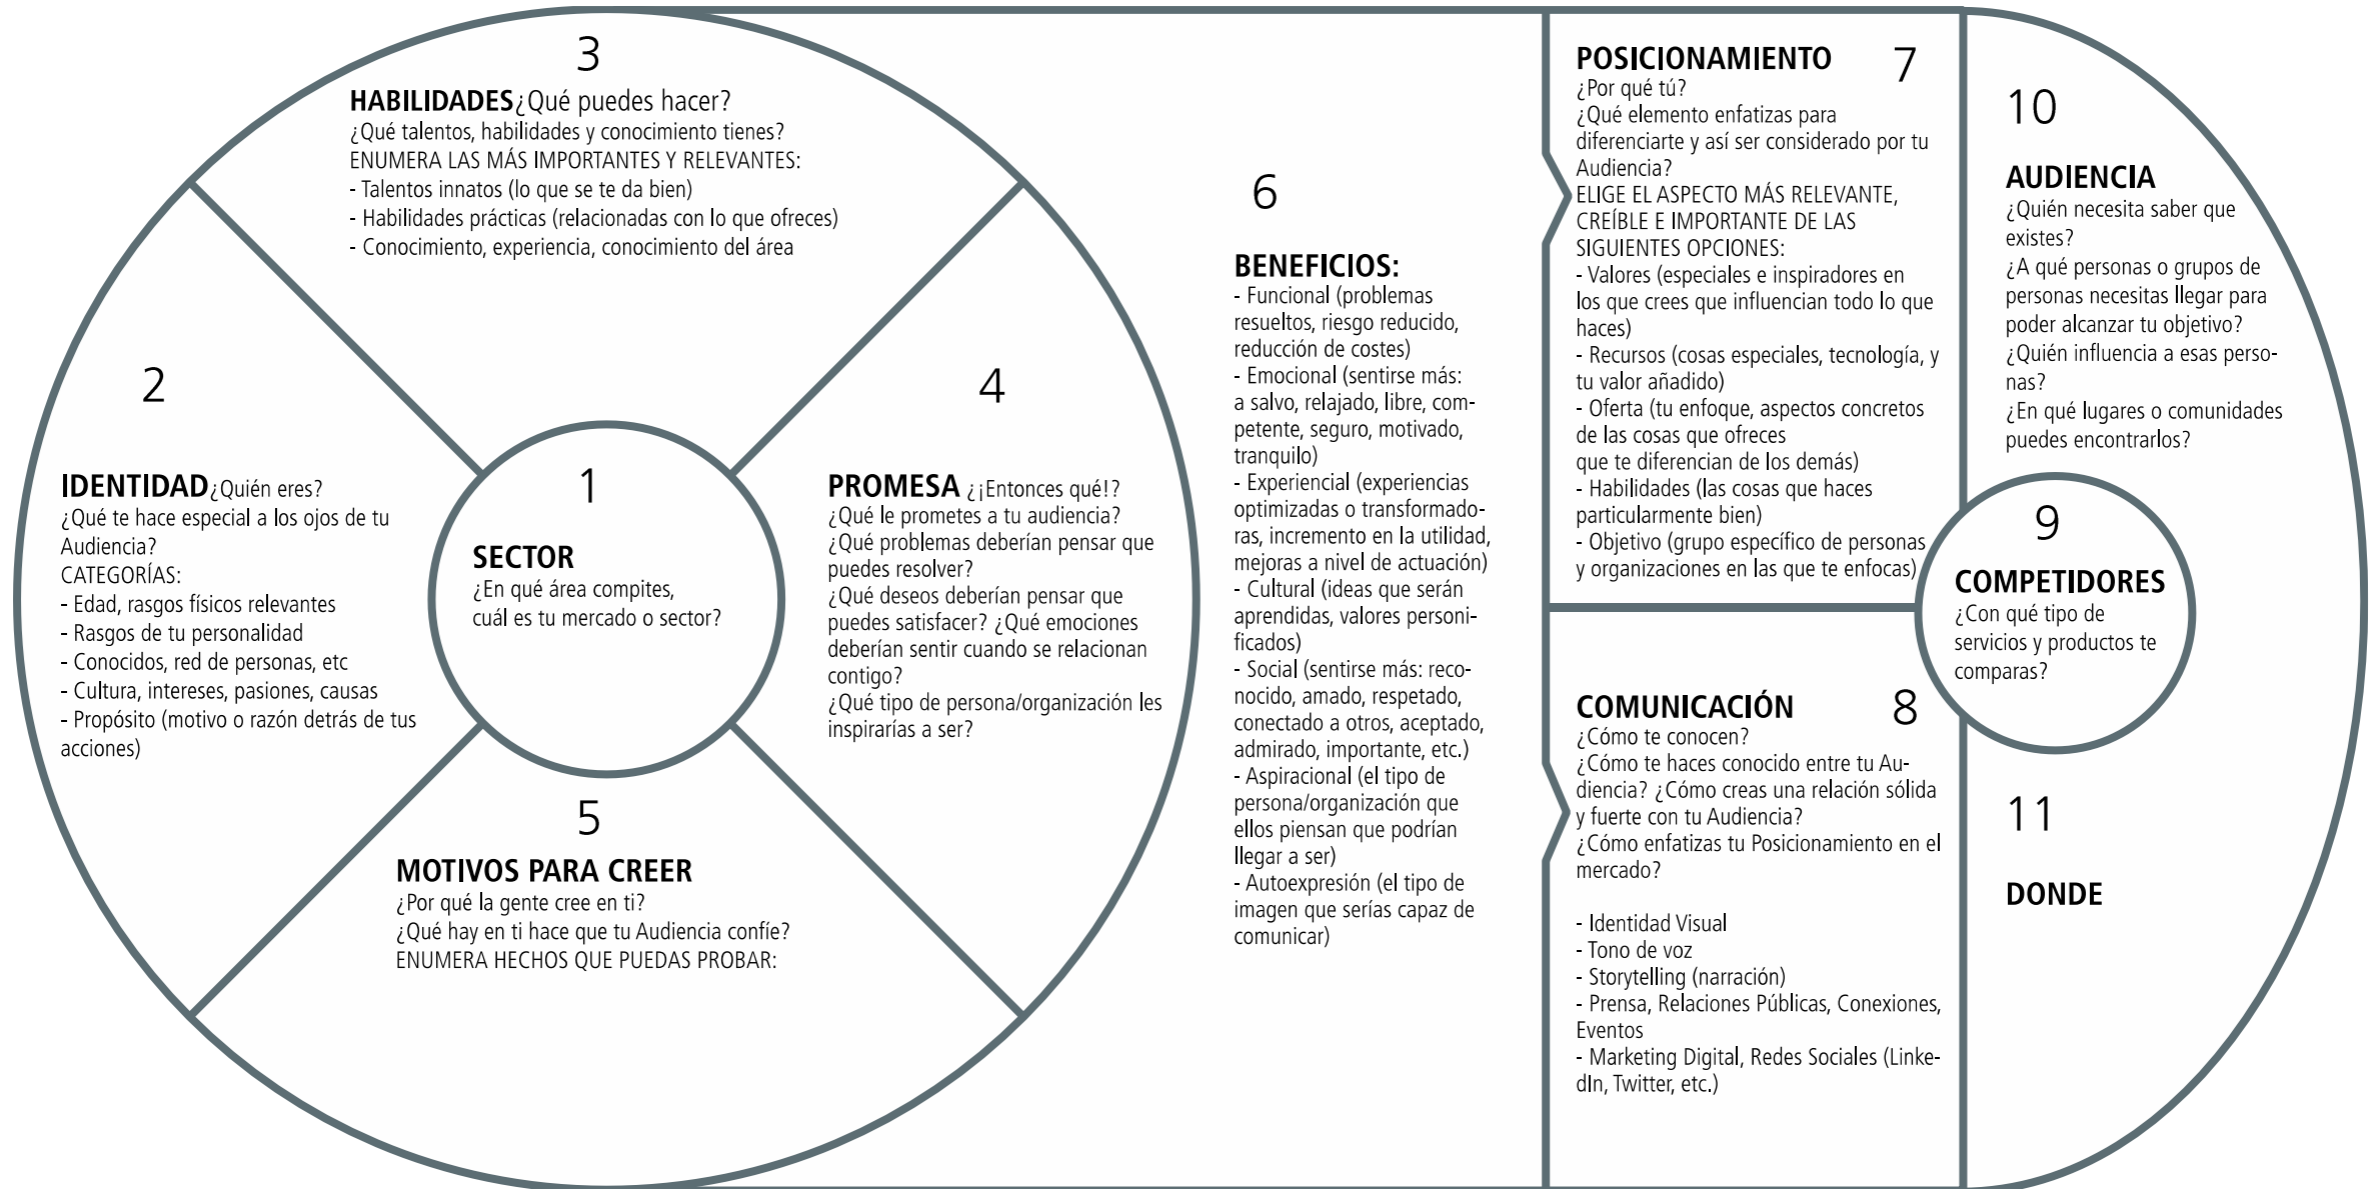 1
SECTOR
¿En qué área compites,
cuál es tu mercado o sector?
2
IDENTIDAD¿Quién eres?
¿Qué te hace especial a los ojos de tu
Audiencia?
CATEGORÍAS:
- Edad, rasgos físicos relevantes
- Rasgos de tu personalidad
- Conocidos, red de personas, etc
- Cultura, intereses, pasiones, causas
- Propósito (motivo o razón detrás de tus
acciones)
3
HABILIDADES¿Qué puedes hacer?
¿Qué talentos, habilidades y conocimiento tienes?
ENUMERA LAS MÁS IMPORTANTES Y RELEVANTES:
- Talentos innatos (lo que se te da bien)
- Habilidades prácticas (relacionadas con lo que ofreces)
- Conocimiento, experiencia, conocimiento del área
4
PROMESA ¿¡Entonces qué!?
¿Qué le prometes a tu audiencia?
¿Qué problemas deberían pensar que
puedes resolver?
¿Qué deseos deberían pensar que
puedes satisfacer? ¿Qué emociones
deberían sentir cuando se relacionan
contigo?
¿Qué tipo de persona/organización les
inspirarías a ser?
5
MOTIVOS PARA CREER
¿Por qué la gente cree en ti?
¿Qué hay en ti hace que tu Audiencia confíe?
ENUMERA HECHOS QUE PUEDAS PROBAR:
6
BENEFICIOS:
- Funcional (problemas
resueltos, riesgo reducido,
reducción de costes)
- Emocional (sentirse más:
a salvo, relajado, libre, com-
petente, seguro, motivado,
tranquilo)
- Experiencial (experiencias
optimizadas o transformado-
ras, incremento en la utilidad,
mejoras a nivel de actuación)
- Cultural (ideas que serán
aprendidas, valores personi-
ficados)
- Social (sentirse más: reco-
nocido, amado, respetado,
conectado a otros, aceptado,
admirado, importante, etc.)
- Aspiracional (el tipo de
persona/organización que
ellos piensan que podrían
llegar a ser)
- Autoexpresión (el tipo de
imagen que serías capaz de
comunicar)
POSICIONAMIENTO 7
¿Por qué tú?
¿Qué elemento enfatizas para
diferenciarte y así ser considerado por tu
Audiencia?
ELIGE EL ASPECTO MÁS RELEVANTE,
CREÍBLE E IMPORTANTE DE LAS
SIGUIENTES OPCIONES:
- Valores (especiales e inspiradores en
los que crees que influencian todo lo que
haces)
- Recursos (cosas especiales, tecnología, y
tu valor añadido)
- Oferta (tu enfoque, aspectos concretos
de las cosas que ofreces
que te diferencian de los demás)
- Habilidades (las cosas que haces
particularmente bien)
- Objetivo (grupo específico de personas
y organizaciones en las que te enfocas)
COMUNICACIÓN 8
¿Cómo te conocen?
¿Cómo te haces conocido entre tu Au-
diencia? ¿Cómo creas una relación sólida
y fuerte con tu Audiencia?
¿Cómo enfatizas tu Posicionamiento en el
mercado?
- Identidad Visual
- Tono de voz
- Storytelling (narración)
- Prensa, Relaciones Públicas, Conexiones,
Eventos
- Marketing Digital, Redes Sociales (Linke-
dIn, Twitter, etc.)
9
COMPETIDORES
¿Con qué tipo de
servicios y productos te
comparas?
10
AUDIENCIA
¿Quién necesita saber que
existes?
¿A qué personas o grupos de
personas necesitas llegar para
poder alcanzar tu objetivo?
¿Quién influencia a esas perso-
nas?
¿En qué lugares o comunidades
puedes encontrarlos?
11
DONDE